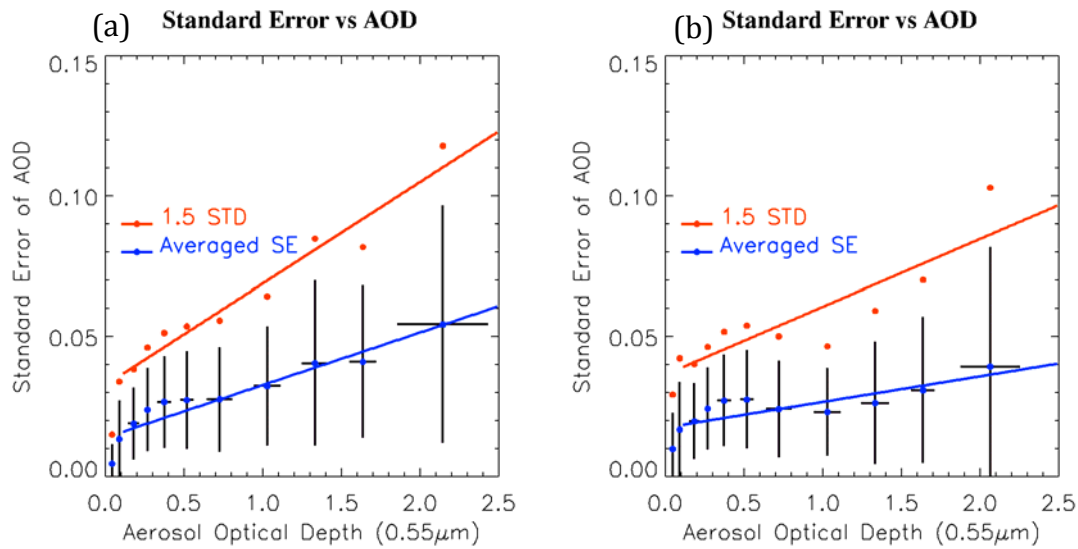 (a) Standard Error vs AOD
0.15
0.10
0.05
0.00
Standard Error of AOD
1.5 STD
Averaged SE
0.0 0.5 1.0 1.5 2.0 2.5
Aerosol Optical Depth (0.55μm)
(b) Standard Error vs AOD
0.15
0.10
0.05
0.00
Standard Error of AOD
1.5 STD
Averaged SE
0.0 0.5 1.0 1.5 2.0 2.5
Aerosol Optical Depth (0.55μm)